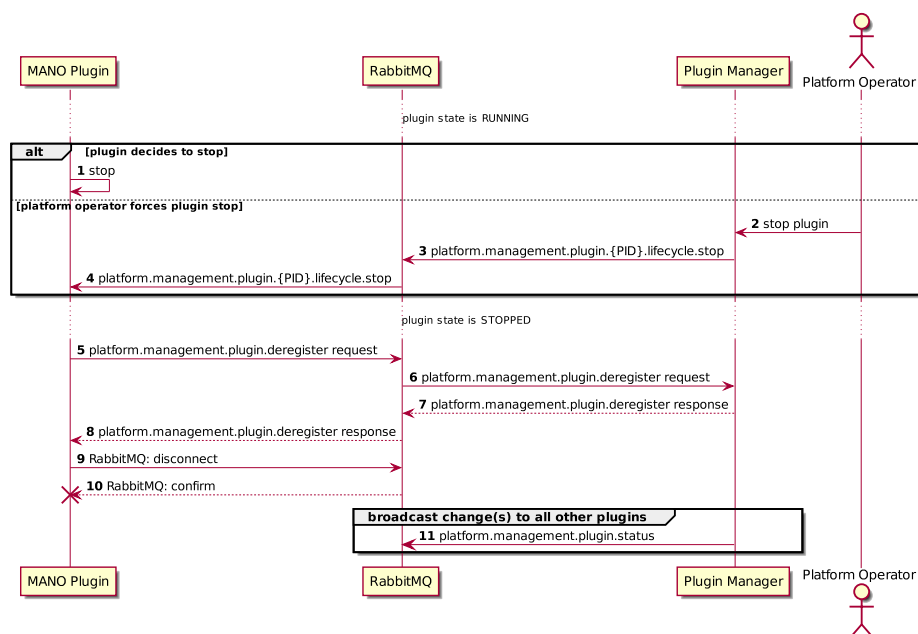 Platform Operator
MANO Plugin
RabbitMQ
Plugin Manager
plugin state is RUNNING
alt
[plugin decides to stop]
1 stop
[platform operator forces plugin stop]
2 stop plugin
3 platform.management.plugin.{PID}.lifecycle.stop
4 platform.management.plugin.{PID}.lifecycle.stop
plugin state is STOPPED
5 platform.management.plugin.deregister request
6 platform.management.plugin.deregister request
7 platform.management.plugin.deregister response
8 platform.management.plugin.deregister response
9 RabbitMQ: disconnect
10 RabbitMQ: confirm
broadcast change(s) to all other plugins
11 platform.management.plugin.status
MANO Plugin
RabbitMQ
Plugin Manager
Platform Operator